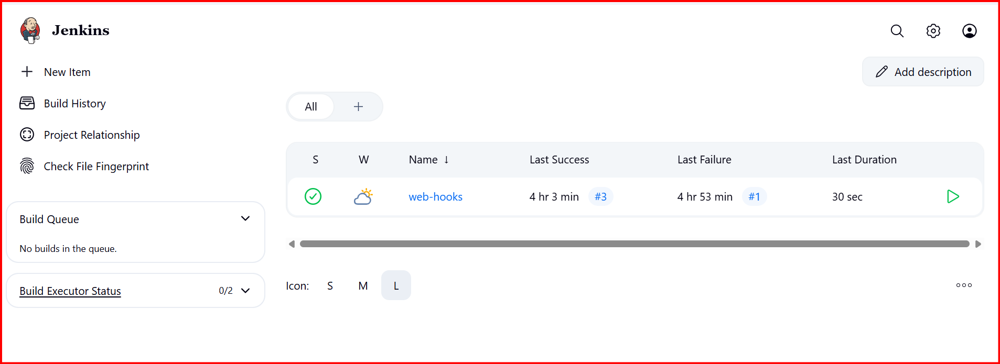 Jenkins
New Item
Build History
Project Relationship
Check File Fingerprint
Build Queue
No builds in the queue.
Build Executor Status 0/2
Add description
All +
S W Name ↓ Last Success Last Failure Last Duration
web-hooks 4 hr 3 min #3 4 hr 53 min #1 30 sec
Icon: S M L